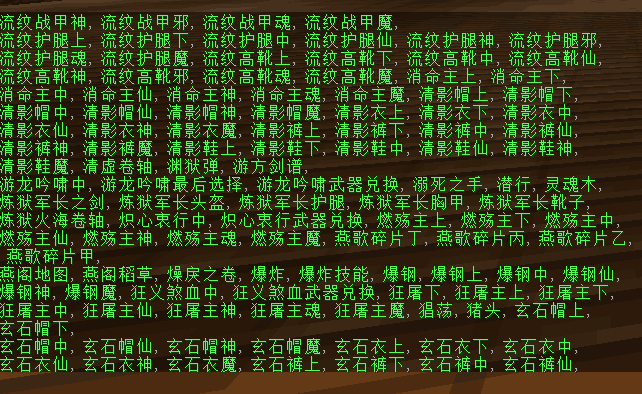 流纹战甲神, 流纹战甲邪, 流纹战甲魂, 流纹战甲魔,
流纹护腿上, 流纹护腿下, 流纹护腿中, 流纹护腿仙, 流纹护腿神, 流纹护腿邪,
流纹护腿魂, 流纹护腿魔, 流纹高靴上, 流纹高靴下, 流纹高靴中, 流纹高靴仙,
流纹高靴神, 流纹高靴邪, 流纹高靴魂, 流纹高靴魔, 消命主上, 消命主下,
消命主中, 消命主仙, 消命主神, 消命主魂, 消命主魔, 清影帽上, 清影帽下,
清影帽中, 清影帽仙, 清影帽神, 清影帽魔, 清影衣上, 清影衣下, 清影衣中,
清影衣仙, 清影衣神, 清影衣魔, 清影裤上, 清影裤下, 清影裤中, 清影裤仙,
清影裤神, 清影裤魔, 清影鞋上, 清影鞋下, 清影鞋中, 清影鞋仙, 清影鞋神,
清影鞋魔, 清虚卷轴, 渊狱弹, 游方剑谱,
游龙吟啸中, 游龙吟啸最后选择, 游龙吟啸武器兑换, 溺死之手, 潜行, 灵魂木,
炼狱军长之剑, 炼狱军长头盔, 炼狱军长护腿, 炼狱军长胸甲, 炼狱军长靴子,
炼狱火海卷轴, 炽心衷行中, 炽心衷行武器兑换, 燃殇主上, 燃殇主下, 燃殇主中,
燃殇主仙, 燃殇主神, 燃殇主魂, 燃殇主魔, 燕歌碎片丁, 燕歌碎片丙, 燕歌碎片乙,
燕歌碎片甲,
燕阁地图, 燕阁稻草, 燥戾之卷, 爆炸, 爆炸技能, 爆钢, 爆钢上, 爆钢中, 爆钢仙,
爆钢神, 爆钢魔, 狂义煞血中, 狂义煞血武器兑换, 狂屠下, 狂屠主上, 狂屠主下,
狂屠主中, 狂屠主仙, 狂屠主神, 狂屠主魂, 狂屠主魔, 猖荡, 猪头, 玄石帽上,
玄石帽下,
玄石帽中, 玄石帽仙, 玄石帽神, 玄石帽魔, 玄石衣上, 玄石衣下, 玄石衣中,
玄石衣仙, 玄石衣神, 玄石衣魔, 玄石裤上, 玄石裤下, 玄石裤中, 玄石裤仙,